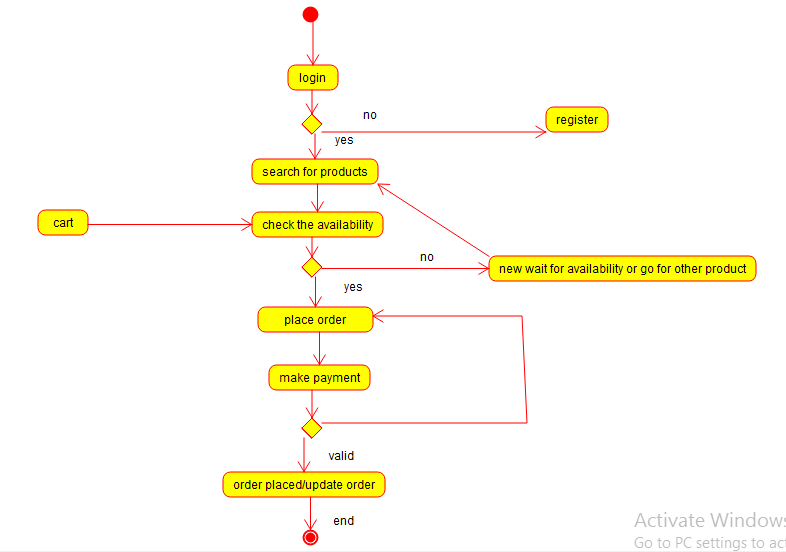 login
no
register
yes
search for products
cart
check the availability
no
new wait for availability or go for other product
yes
place order
make payment
valid
order placed/update order
end
Activate Windows
Go to PC settings to act